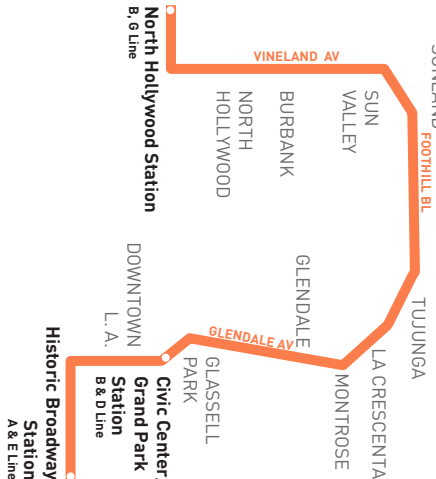 SUNLAND
FOOTHILL BL
VINELAND AV
SUN
VALLEY
BURBANK
NORTH
HOLLYWOOD
North Hollywood Station
B, G Line
TUJUNGA
LA CRESCENTA
MONTROSE
GLENDALE
GLENDALE AV
GLASSELL
PARK
DOWNTOWN
L. A.
Civic Center /
Grand Park
Station
B & D Line
Historic Broadway
Station
A & E Line